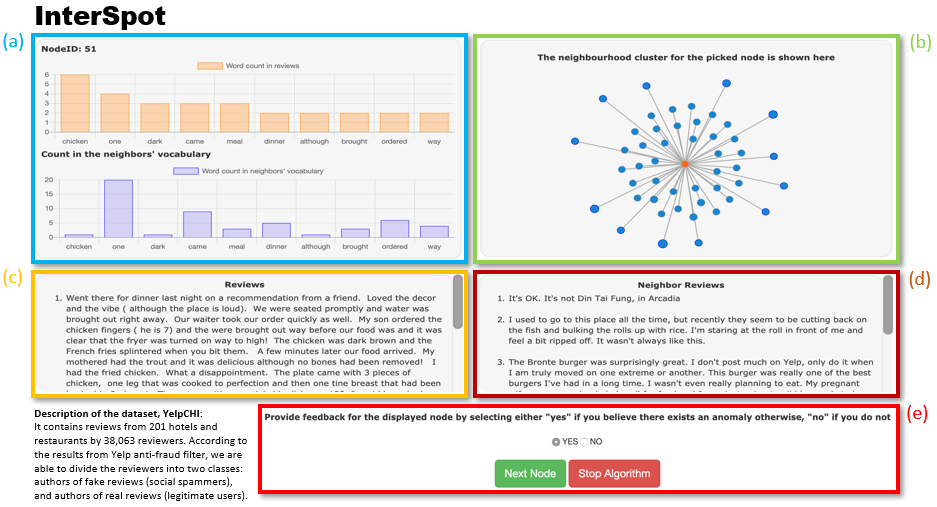 InterSpot
(a)
NodeID: 51
Word count in reviews
6
5
4
3
2
1
0
chicken one dark came meal dinner although brought ordered way
Count in the neighbors' vocabulary
Word count in neighbors' vocabulary
20
15
10
5
0
chicken one dark came meal dinner although brought ordered way
(b)
The neighbourhood cluster for the picked node is shown here
(c)
Reviews
1. Went there for dinner last night on a recommendation from a friend. Loved the decor
and the vibe ( although the place is loud). We were seated promptly and water was
brought out right away. Our waiter took our order quickly as well. My son ordered the
chicken fingers ( he is 7) and the were brought out way before our food was and it was
clear that the fryer was turned on way to high! The chicken was dark brown and the
French fries splintered when you bit them. A few minutes later our food arrived. My
mothered had the trout and it was delicious although no bones had been removed! I
had the fried chicken. What a disappointment. The plate came with 3 pieces of
chicken, one leg that was cooked to perfection and then one tine breast that had been
(d)
Neighbor Reviews
1. It's OK. It's not Din Tai Fung, in Arcadia
2. I used to go to this place all the time, but recently they seem to be cutting back on
the fish and bulking the rolls up with rice. I'm staring at the roll in front of me and
feel a bit ripped off. It wasn't always like this.
3. The Bronte burger was surprisingly great. I don't post much on Yelp, only do it when
I am truly moved on one extreme or another. This burger was really one of the best
burgers I've had in a long time. I wasn't even really planning to eat. My pregnant
Description of the dataset, YelpCHI:
It contains reviews from 201 hotels and
restaurants by 38,063 reviewers. According to
the results from Yelp anti-fraud filter, we are
able to divide the reviewers into two classes:
authors of fake reviews (social spammers),
and authors of real reviews (legitimate users).
(e)
Provide feedback for the displayed node by selecting either "yes" if you believe there exists an anomaly otherwise, "no" if you do not
YES NO
Next Node Stop Algorithm